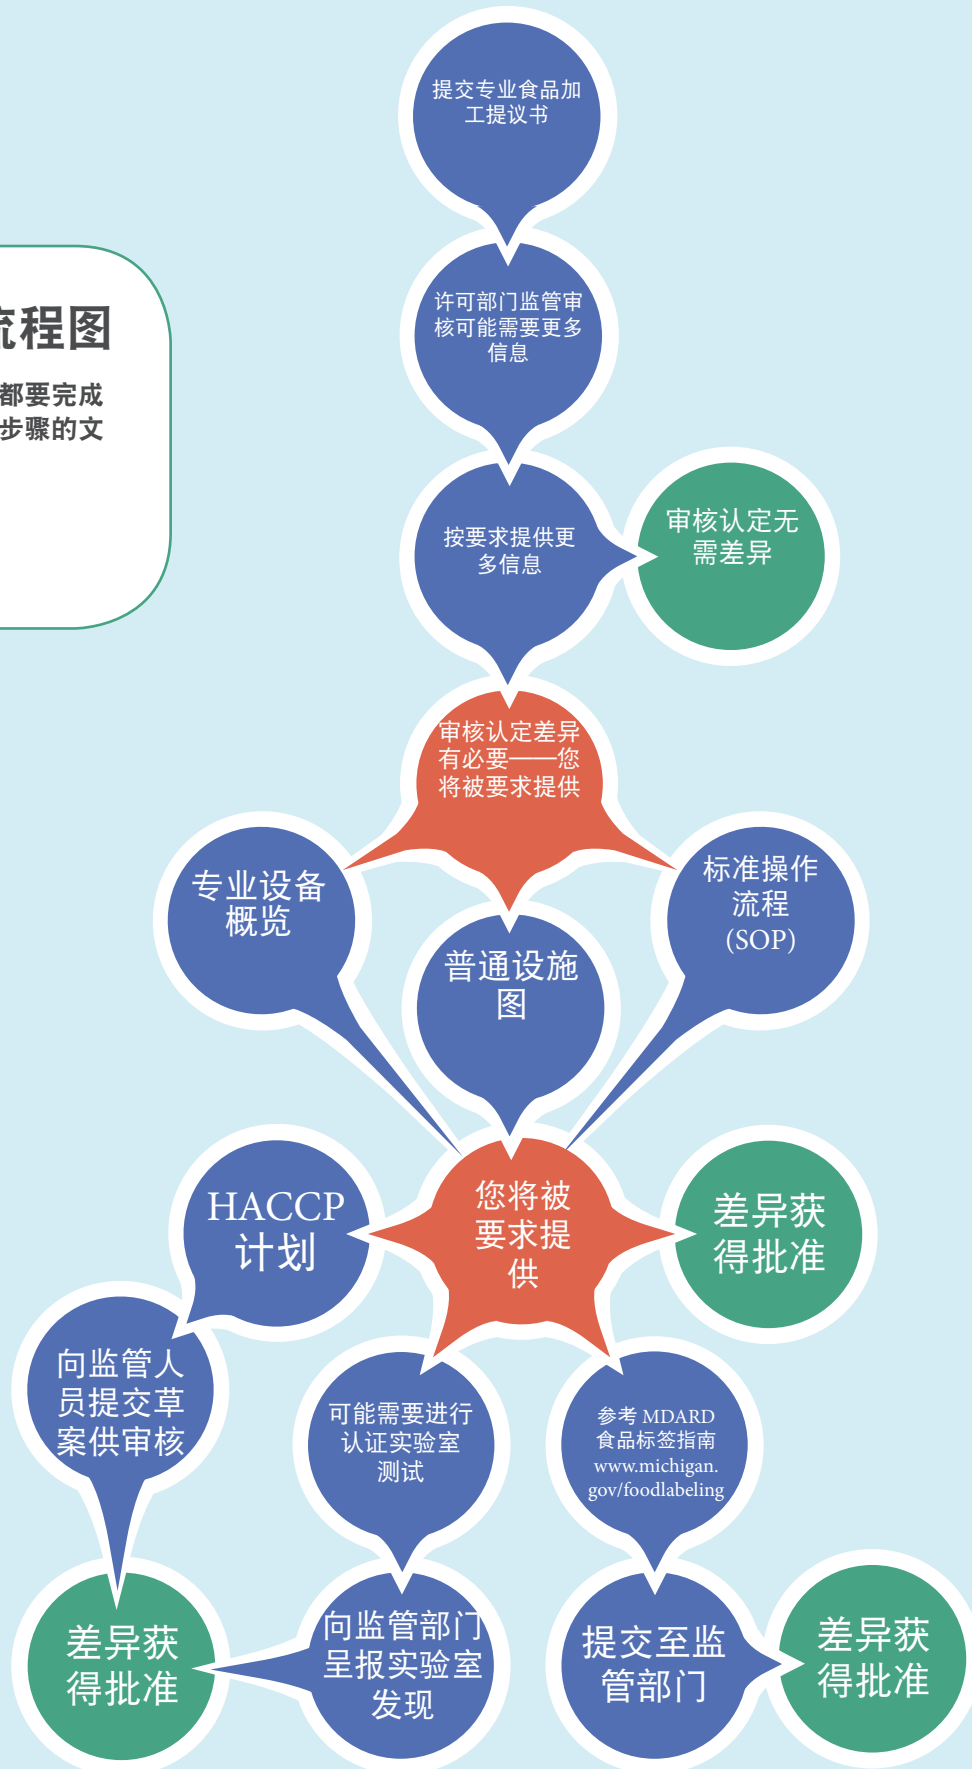 提交专业食品加
工提议书
许可部门监管审
核可能需要更多
信息
流程图
都要完成
步骤的文
按要求提供更
多信息
审核认定无
需差异
审核认定差异
有必要——您
将被要求提供
专业设备
概览
普通设施
图
标准操作
流程
(SOP)
HACCP
计划
您将被
要求提
供
差异获
得批准
向监管人
员提交草
案供审核
可能需要进行
认证实验室
测试
参考 MDARD
食品标签指南
www.michigan.
gov/foodlabeling
差异获
得批准
向监管部门
呈报实验室
发现
提交至监
管部门
差异获
得批准